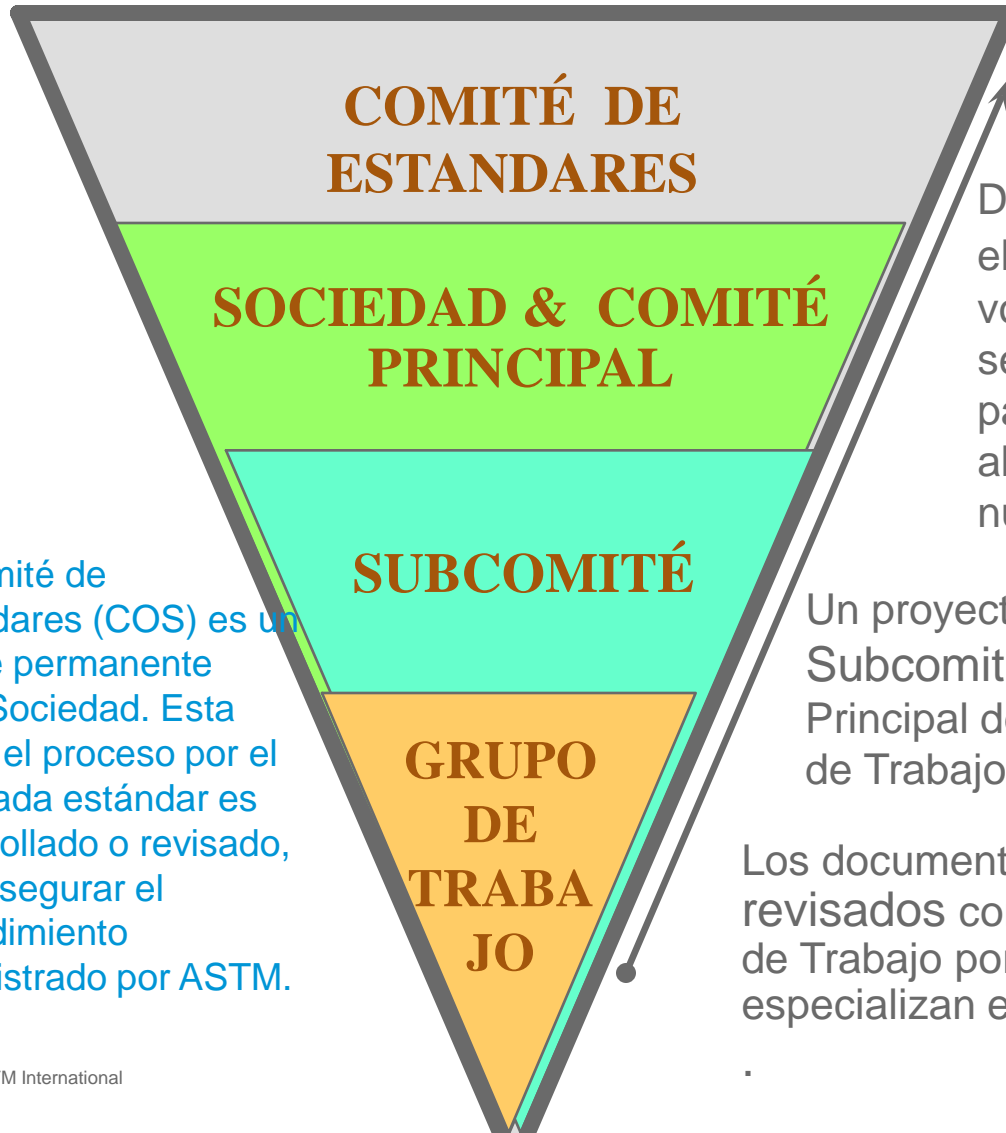 COMITÉ DE
ESTANDARES
SOCIEDAD & COMITÉ
PRINCIPAL
SUBCOMITÉ
GRUPO
DE
TRABA
JO
mité de
dares (COS) es un
e permanente
Sociedad. Esta
el proceso por el
ada estándar es
ollado o revisado,
segurar el
dimiento
istrado por ASTM.
D
el
vo
se
pa
al
nu
Un proyect
Subcomit
Principal d
de Trabajo
Los document
revisados co
de Trabajo por
especializan e
.
M International